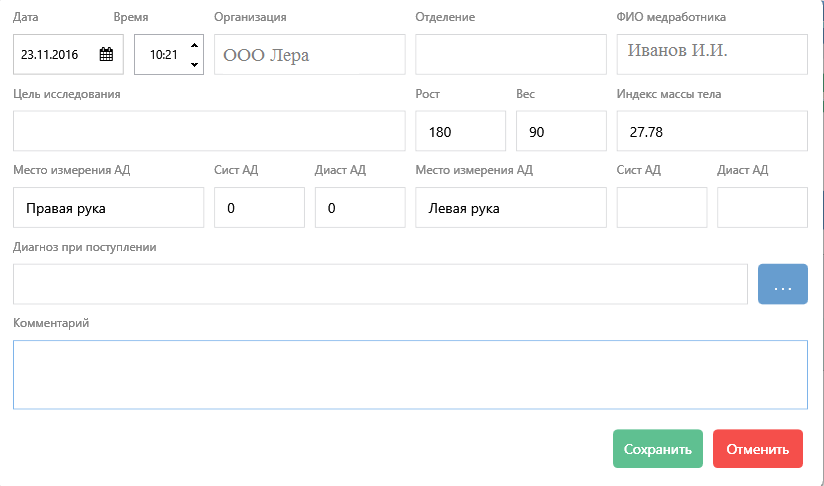 Дата Время Организация Отделение ФИО медработника
23.11.2016 10:21 ООО Лера Иванов И.И.
Цель исследования Рост Вес Индекс массы тела
180 90 27.78
Место измерения АД Сист АД Диаст АД Место измерения АД Сист АД Диаст АД
Правая рука 0 0 Левая рука
Диагноз при поступлении
...
Комментарий
Сохранить Отменить